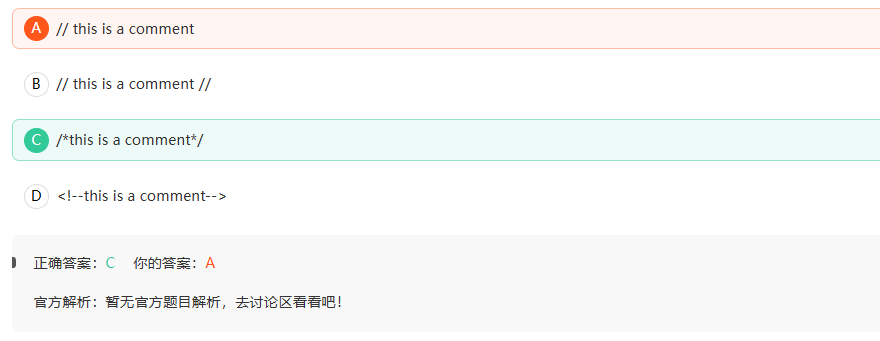 A // this is a comment
B // this is a comment //
C /*this is a comment*/
D <!--this is a comment-->
正确答案：C 你的答案：A
官方解析：暂无官方题目解析，去讨论区看看吧！